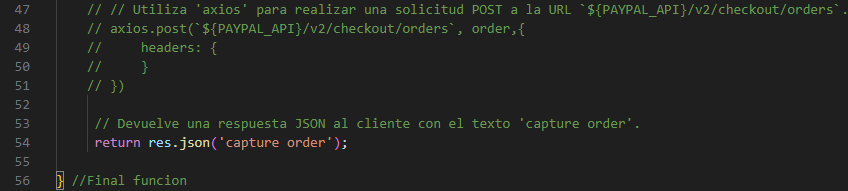 47 // // Utiliza 'axios' para realizar una solicitud POST a la URL `${PAYPAL_API}/v2/checkout/orders`.
48 // axios.post(`${PAYPAL_API}/v2/checkout/orders`, order,{
49 //     headers: {
50 //     }
51 // })
52
53 // Devuelve una respuesta JSON al cliente con el texto 'capture order'.
54 return res.json('capture order');
55
56 } //Final funcion